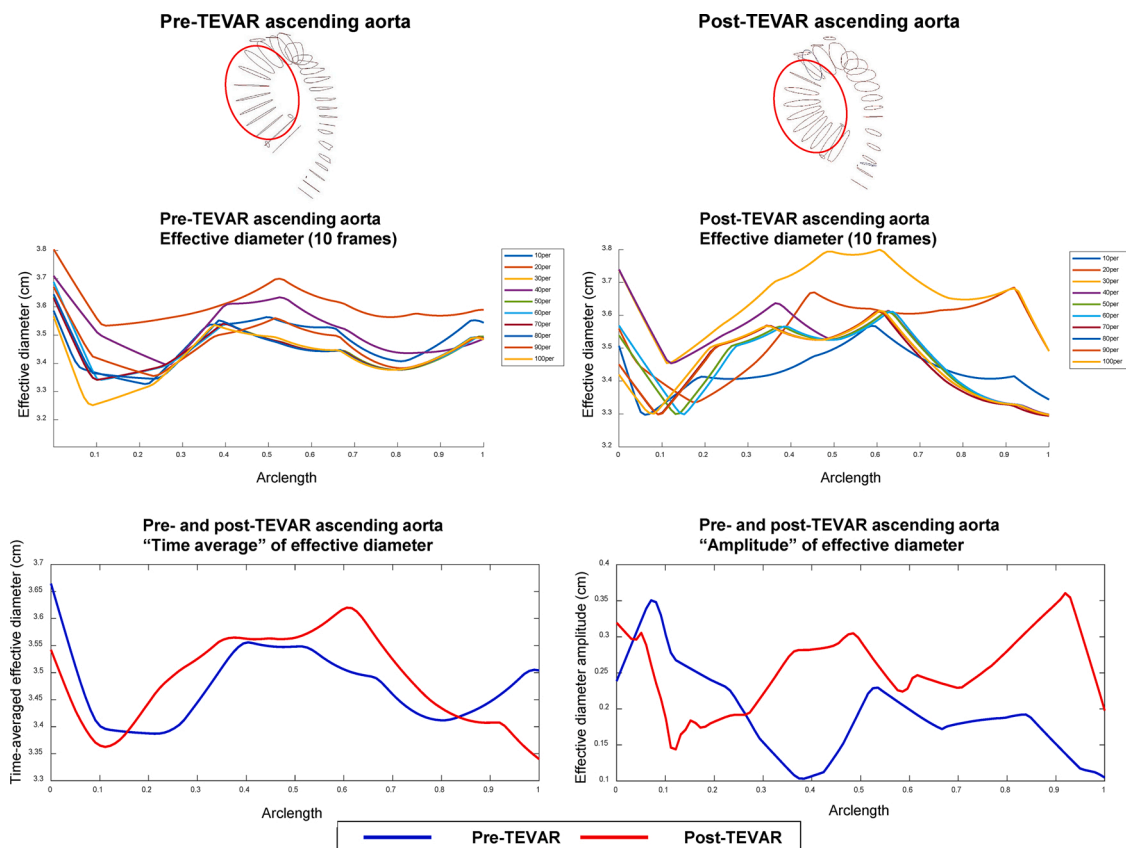 Pre-TEVAR ascending aorta
Post-TEVAR ascending aorta
Pre-TEVAR ascending aorta
Effective diameter (10 frames)
Effective diameter (cm)
3.8
3.7
3.6
3.5
3.4
3.3
3.2
0.1
0.2
0.3
0.4
0.5
0.6
0.7
0.8
0.9
1
Arclength
10per
20per
30per
40per
50per
60per
70per
80per
90per
100per
Post-TEVAR ascending aorta
Effective diameter (10 frames)
Effective diameter (cm)
3.8
3.7
3.6
3.5
3.4
3.3
3.2
0
0.1
0.2
0.3
0.4
0.5
0.6
0.7
0.8
0.9
1
Arclength
10per
20per
30per
40per
50per
60per
70per
80per
90per
100per
Pre- and post-TEVAR ascending aorta
“Time average” of effective diameter
Time-averaged effective diameter (cm)
3.7
3.65
3.6
3.55
3.5
3.45
3.4
3.35
3.3
0
0.1
0.2
0.3
0.4
0.5
0.6
0.7
0.8
0.9
1
Arclength
Pre- and post-TEVAR ascending aorta
“Amplitude” of effective diameter
Effective diameter amplitude (cm)
0.4
0.35
0.3
0.25
0.2
0.15
0.1
0
0.1
0.2
0.3
0.4
0.5
0.6
0.7
0.8
0.9
1
Arclength
Pre-TEVAR
Post-TEVAR